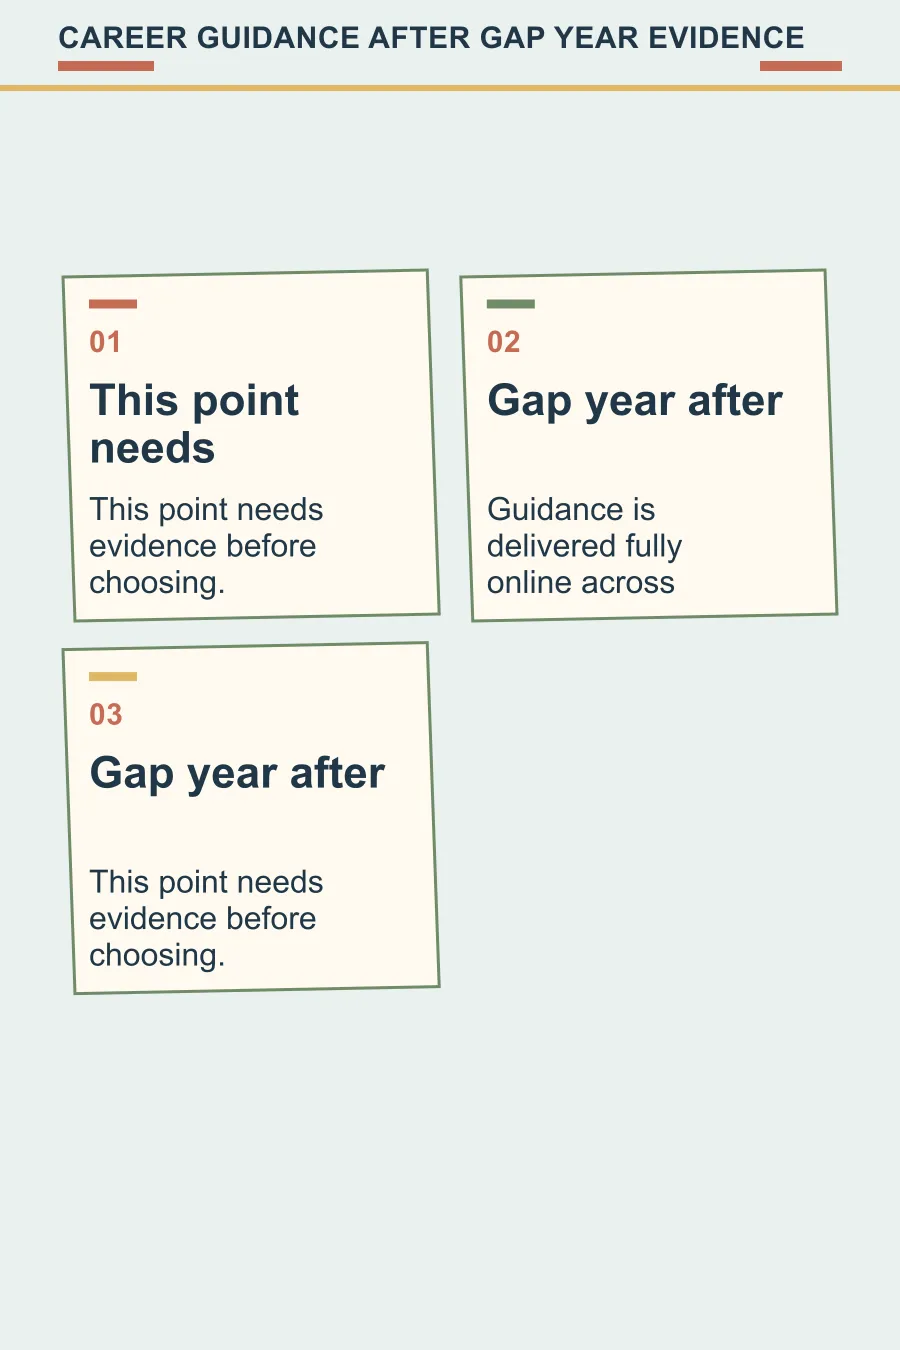 CAREER GUIDANCE AFTER GAP YEAR EVIDENCE
01
This point
needs
This point needs
evidence before
choosing.
02
Gap year after
Guidance is
delivered fully
online across
03
Gap year after
This point needs
evidence before
choosing.